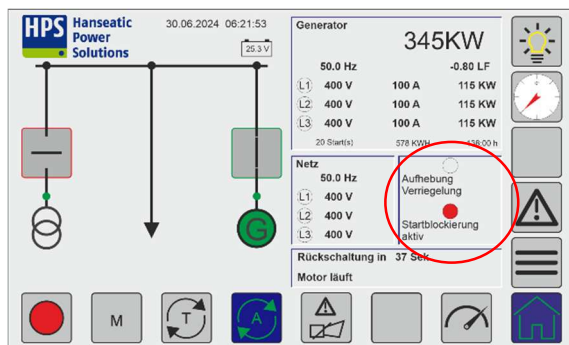 HPS Hanseatic
Power
Solutions
30.06.2024 06:21:53
25.3 V
Generator
345KW
50.0 Hz -0.80 LF
L1 400 V 100 A 115 KW
L2 400 V 100 A 115 KW
L3 400 V 100 A 115 KW
20 Start(s) 578 KWH 138:00 h
Netz
50.0 Hz
L1 400 V
L2 400 V
L3 400 V
Aufhebung
Verriegelung
Startblockierung
aktiv
G
Rückschaltung in 37 Sek.
Motor läuft
M
T
A